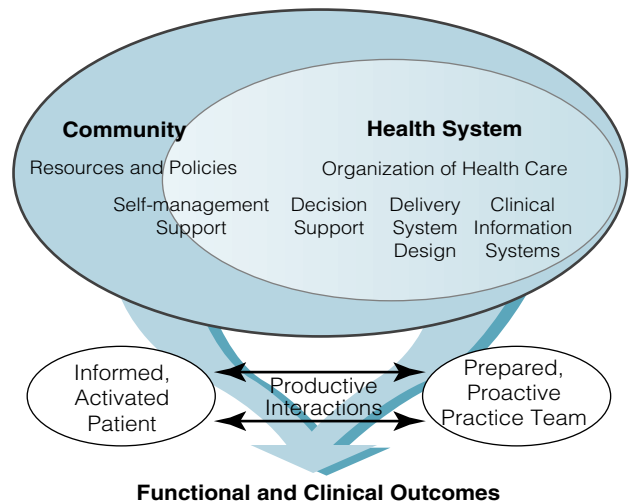 Community
Health System
Resources and Policies
Organization of Health Care
Self-management
Support
Decision
Support
Delivery
System
Design
Clinical
Information
Systems
Informed,
Activated
Patient
Productive
Interactions
Prepared,
Proactive
Practice Team
Functional and Clinical Outcomes